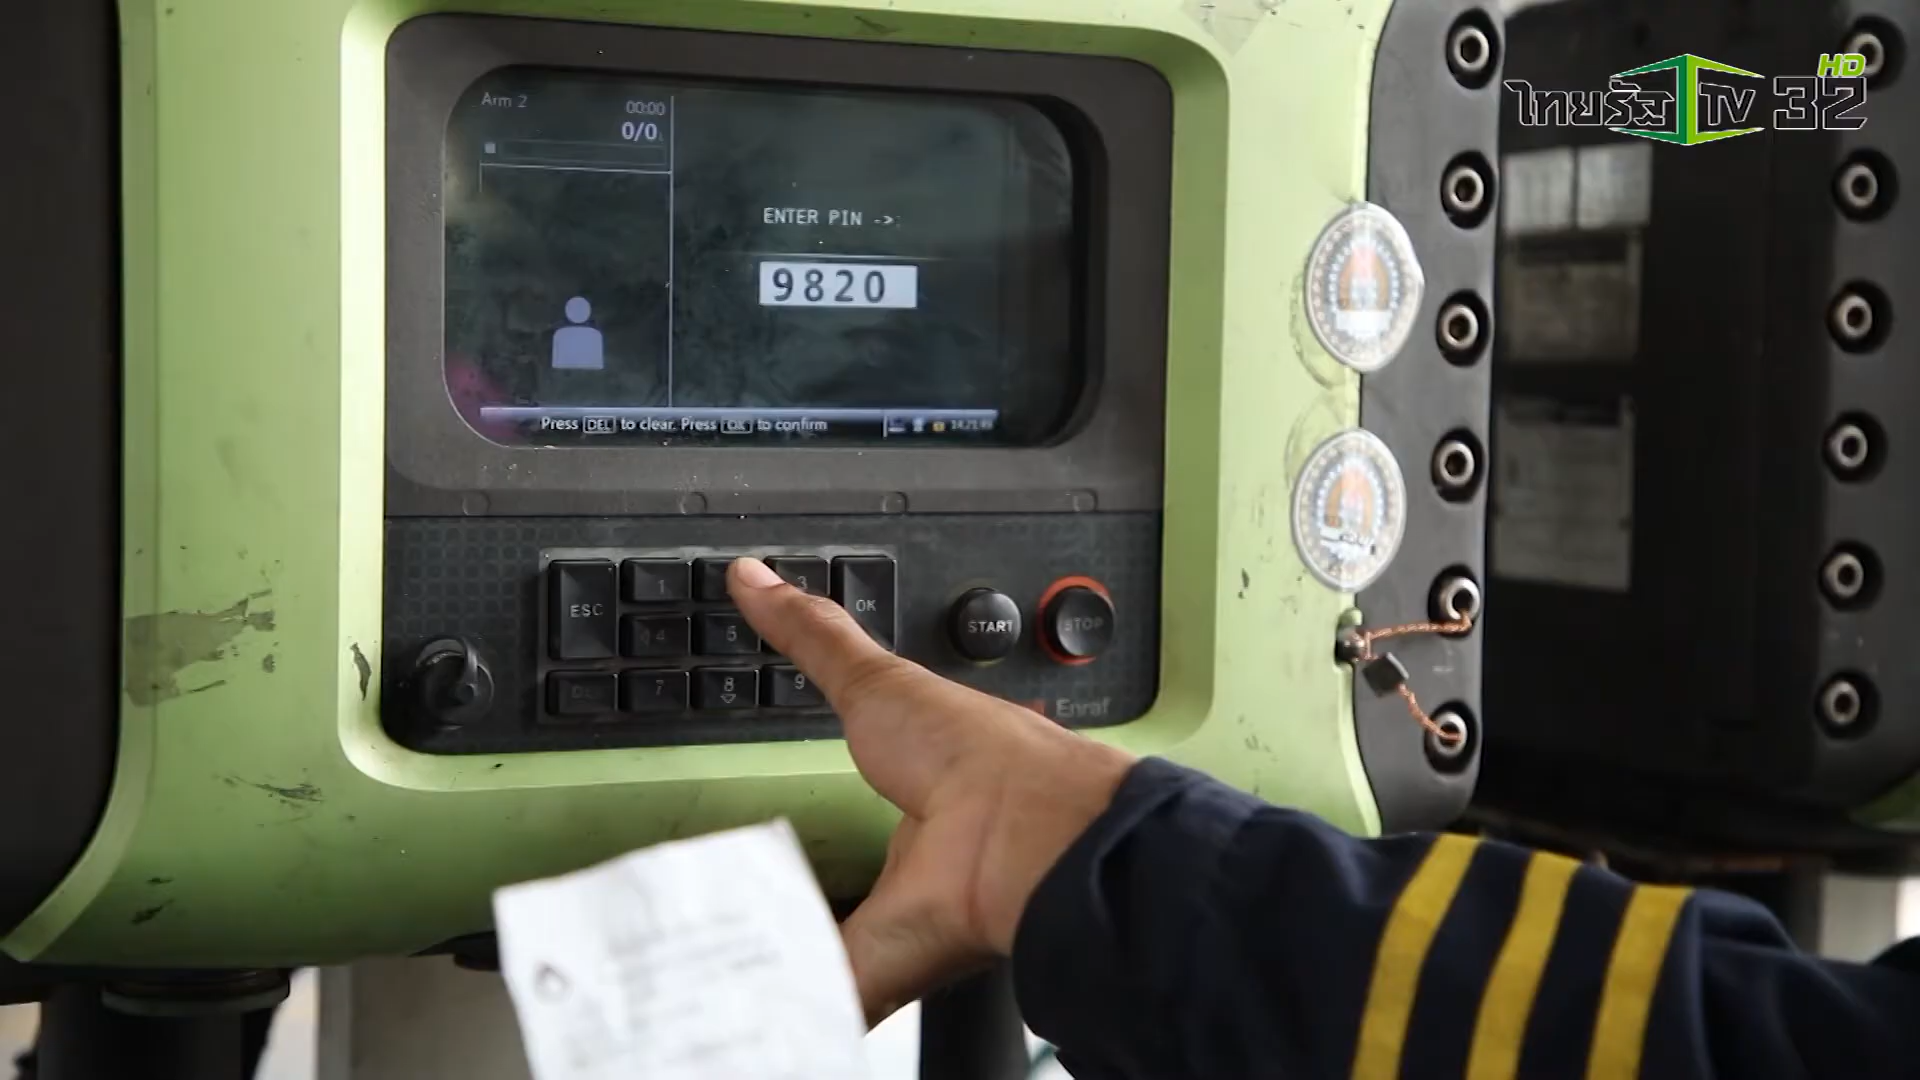 ไทยรัฐ TV 32 HD
Arm 2
00:00
0/0
ENTER PIN ->:
9820
Press DEL to clear. Press OK to confirm
ESC
1
3
OK
4
5
7
8
9
START
STOP
Enraf